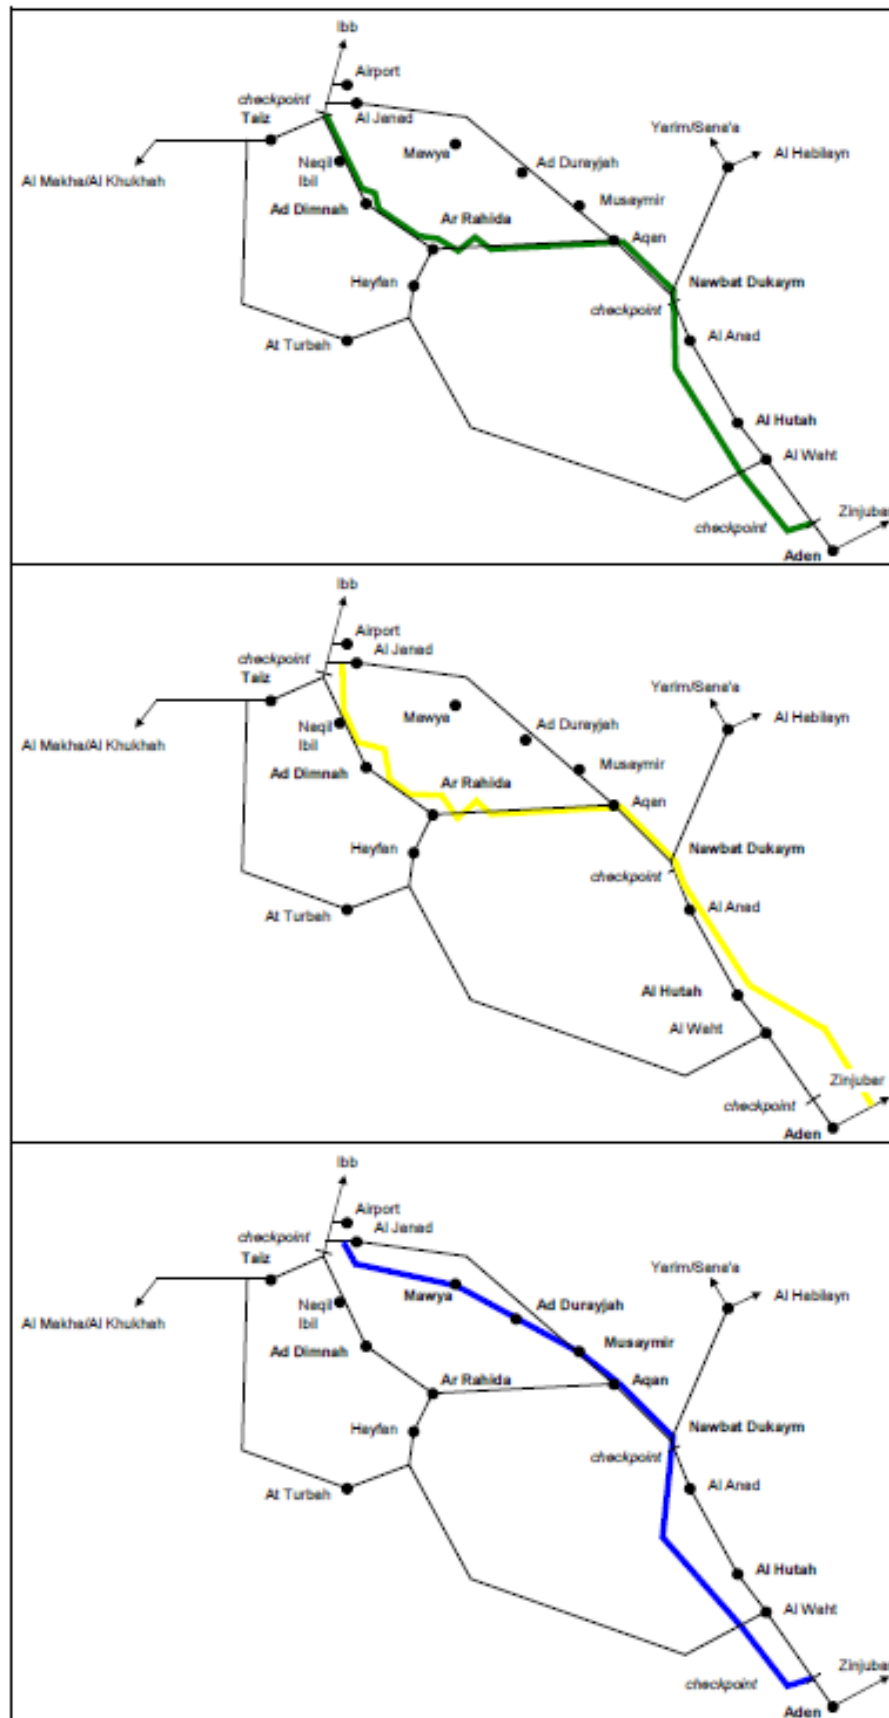 Ibb
Airport
checkpoint
Al Janad
Taiz
Yarim/Sana'a
Mawya
Al Habilayn
Naqil
Ibil
Ad Durayjah
Al Makha/Al Khukhah
Musaymir
Ad Dimnah
Ar Rahida
Aqan
Hayfan
Nawbat Dukaym
checkpoint
At Turbah
Al Anad
Al Hutah
Al Waht
Zinjubar
checkpoint
Aden
Ibb
Airport
Al Janad
checkpoint
Taiz
Yarim/Sana'a
Mawya
Al Habilayn
Naqil
Ibil
Ad Durayjah
Al Makha/Al Khukhah
Musaymir
Ad Dimnah
Ar Rahida
Aqan
Hayfan
Nawbat Dukaym
checkpoint
At Turbah
Al Anad
Al Hutah
Al Waht
Zinjubar
checkpoint
Aden
Ibb
Airport
Al Janad
checkpoint
Taiz
Yarim/Sana'a
Mawya
Al Habilayn
Naqil
Ibil
Ad Durayjah
Al Makha/Al Khukhah
Musaymir
Ad Dimnah
Ar Rahida
Aqan
Hayfan
Nawbat Dukaym
checkpoint
At Turbah
Al Anad
Al Hutah
Al Waht
Zinjubar
checkpoint
Aden